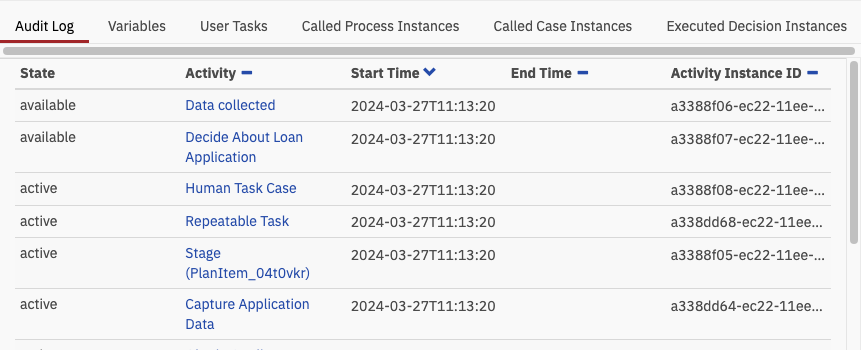 Audit Log Variables User Tasks Called Process Instances Called Case Instances Executed Decision Instances
State Activity Start Time End Time Activity Instance ID
available Data collected 2024-03-27T11:13:20 a3388f06-ec22-11ee-...
available Decide About Loan 2024-03-27T11:13:20 a3388f07-ec22-11ee-...
Application
active Human Task Case 2024-03-27T11:13:20 a3388f08-ec22-11ee-...
active Repeatable Task 2024-03-27T11:13:20 a338dd68-ec22-11ee...
active Stage 2024-03-27T11:13:20 a3388f05-ec22-11ee-...
(PlanItem_04t0vkr)
active Capture Application 2024-03-27T11:13:20 a338dd64-ec22-11ee...
Data